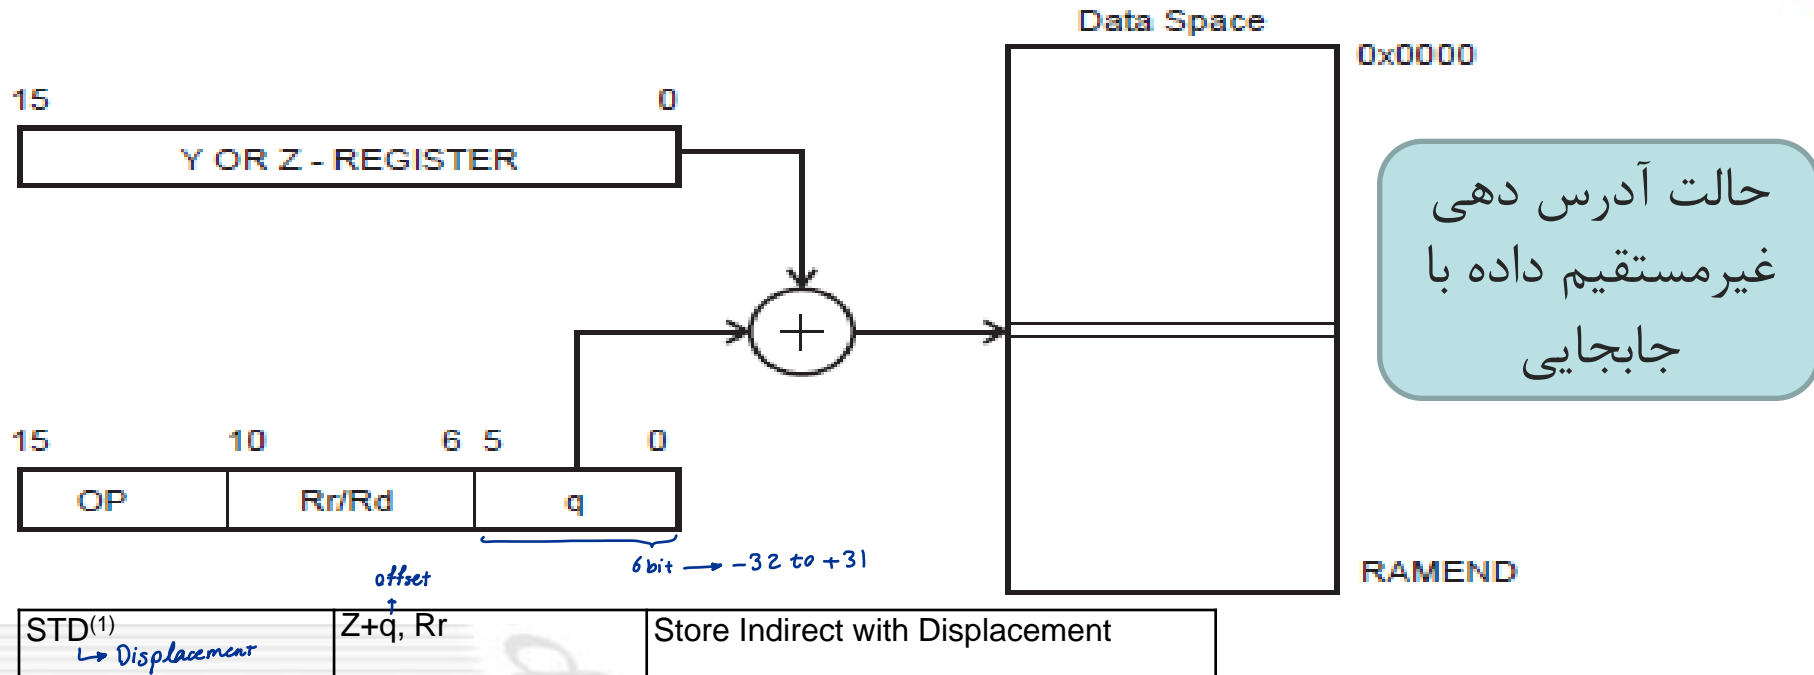 Data Space
0x0000
15 0
Y OR Z - REGISTER
حالت آدرس دهی
غیرمستقیم داده با
جابجایی
+
15 10 6 5 0
OP Rr/Rd q
6 bit → -32 to +31
RAMEND
offset
STD(1) Z+q, Rr Store Indirect with Displacement
↳ Displacement